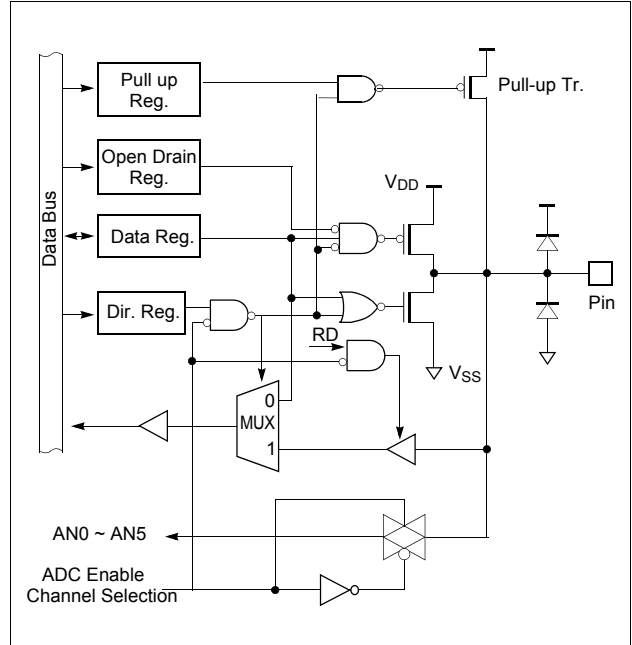 Pull up
Reg.
Pull-up Tr.
Open Drain
Reg.
VDD
Data Bus
Data Reg.
Dir. Reg.
Pin
RD
VSS
0
MUX
1
AN0 ~ AN5
ADC Enable
Channel Selection